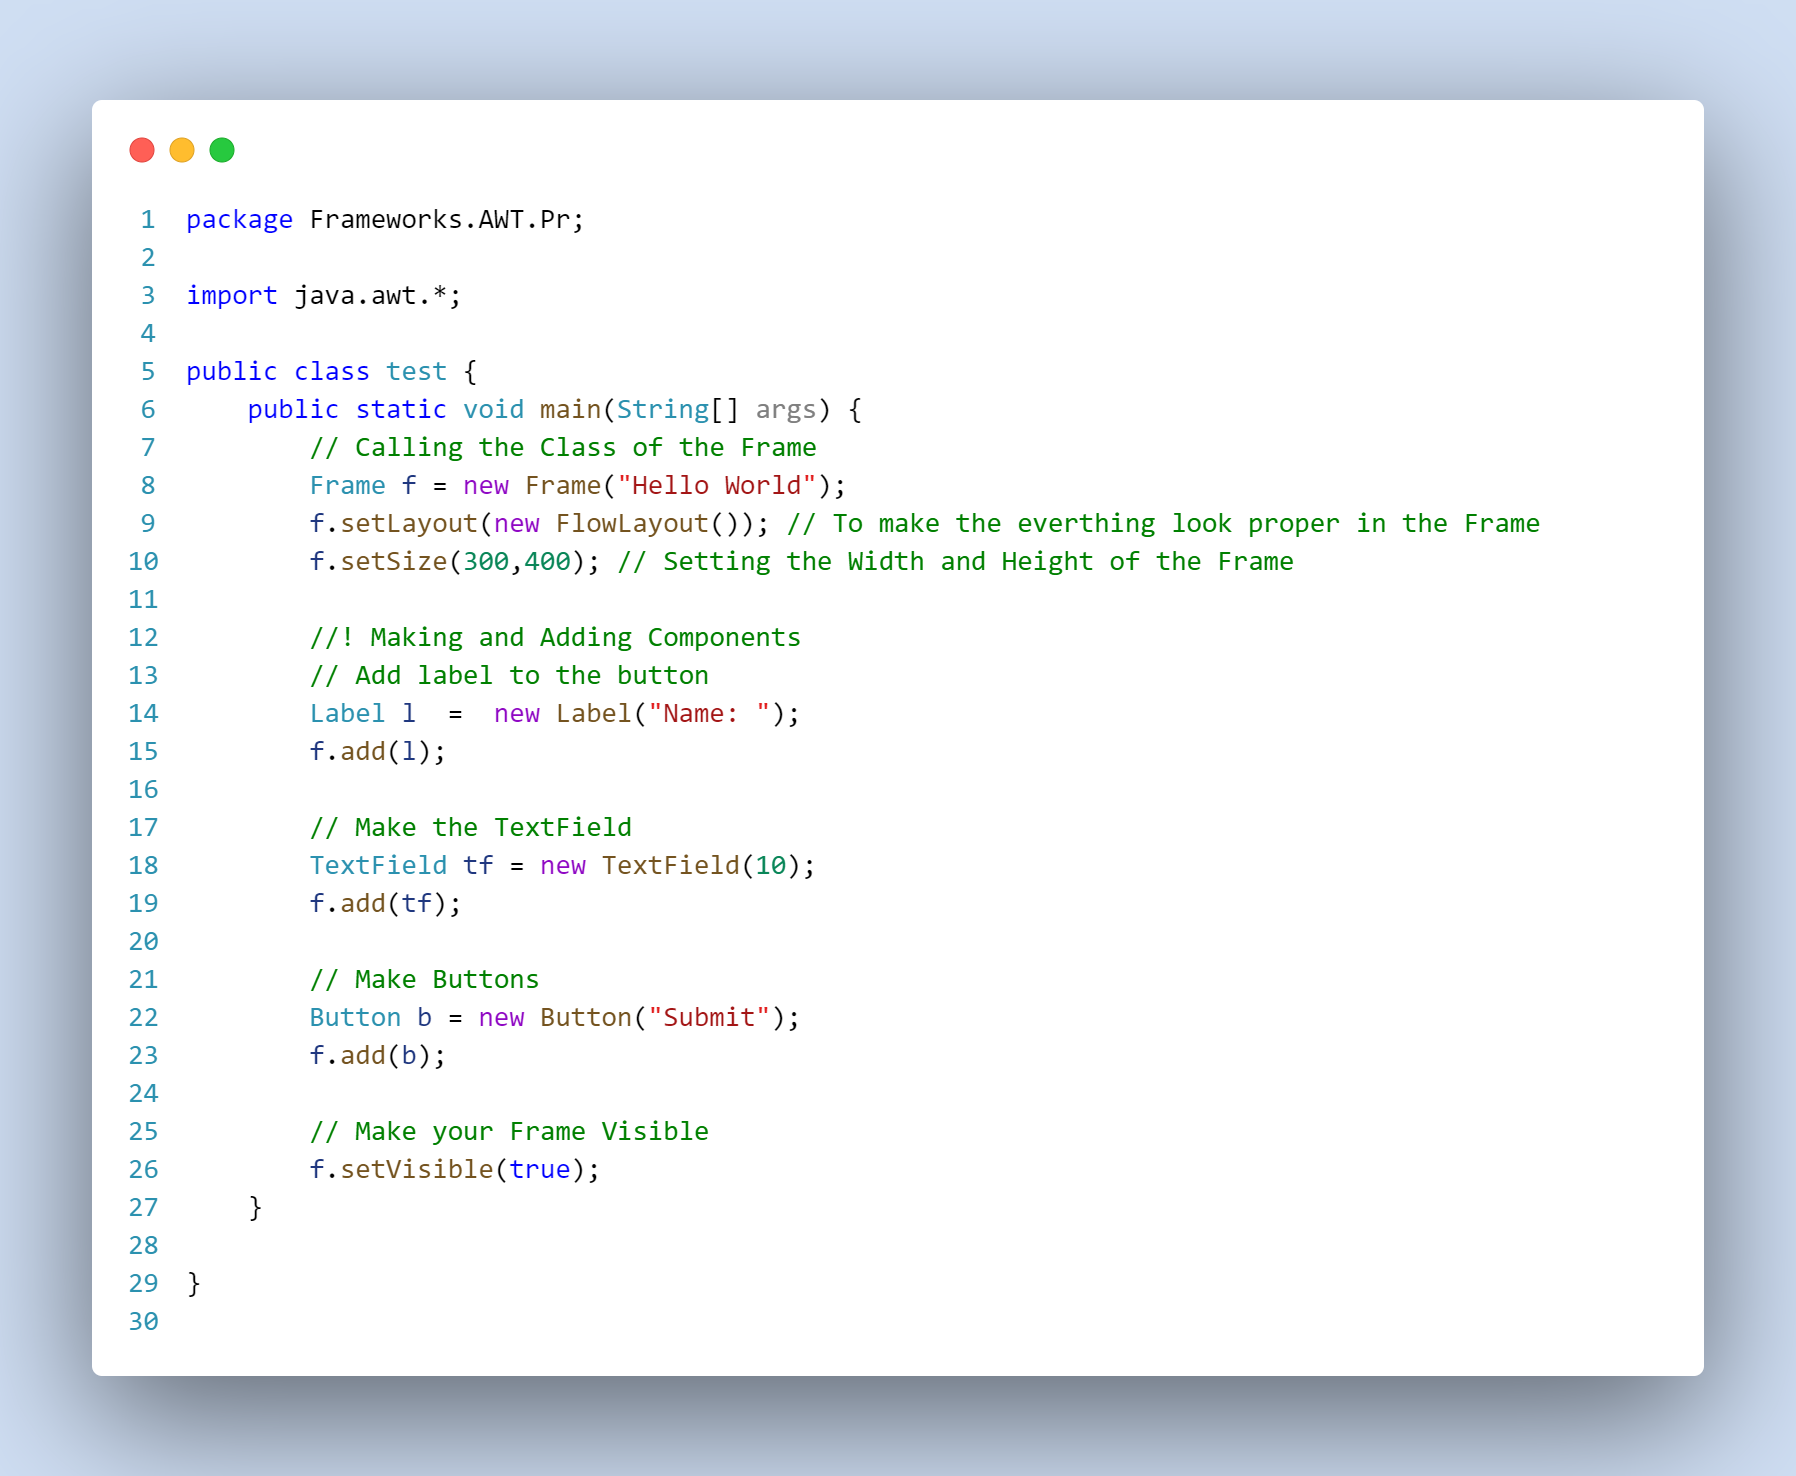 1 package Frameworks.AWT.Pr;
2
3 import java.awt.*;
4
5 public class test {
6     public static void main(String[] args) {
7         // Calling the Class of the Frame
8         Frame f = new Frame("Hello World");
9         f.setLayout(new FlowLayout()); // To make the everthing look proper in the Frame
10         f.setSize(300,400); // Setting the Width and Height of the Frame
11
12         //! Making and Adding Components
13         // Add label to the button
14         Label l  =  new Label("Name: ");
15         f.add(l);
16
17         // Make the TextField
18         TextField tf = new TextField(10);
19         f.add(tf);
20
21         // Make Buttons
22         Button b = new Button("Submit");
23         f.add(b);
24
25         // Make your Frame Visible
26         f.setVisible(true);
27     }
28
29 }
30